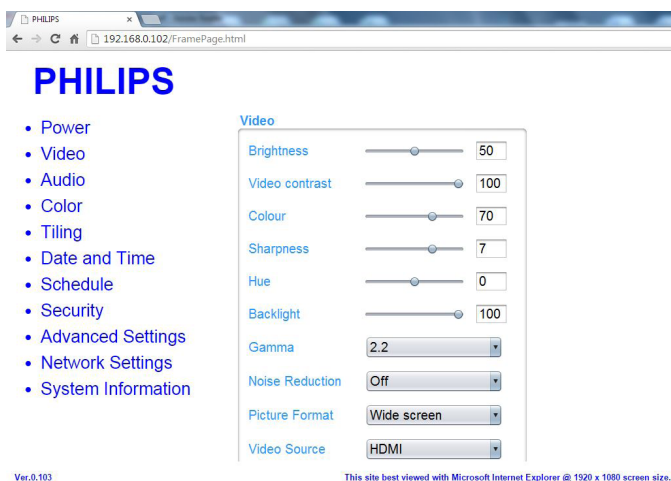 PHILIPS
192.168.0.102/FramePage.html
PHILIPS
Power
Video
Audio
Color
Tiling
Date and Time
Schedule
Security
Advanced Settings
Network Settings
System Information
Video
Brightness 50
Video contrast 100
Colour 70
Sharpness 7
Hue 0
Backlight 100
Gamma 2.2
Noise Reduction Off
Picture Format Wide screen
Video Source HDMI
Ver.0.103 This site best viewed with Microsoft Internet Explorer @ 1920 x 1080 screen size.